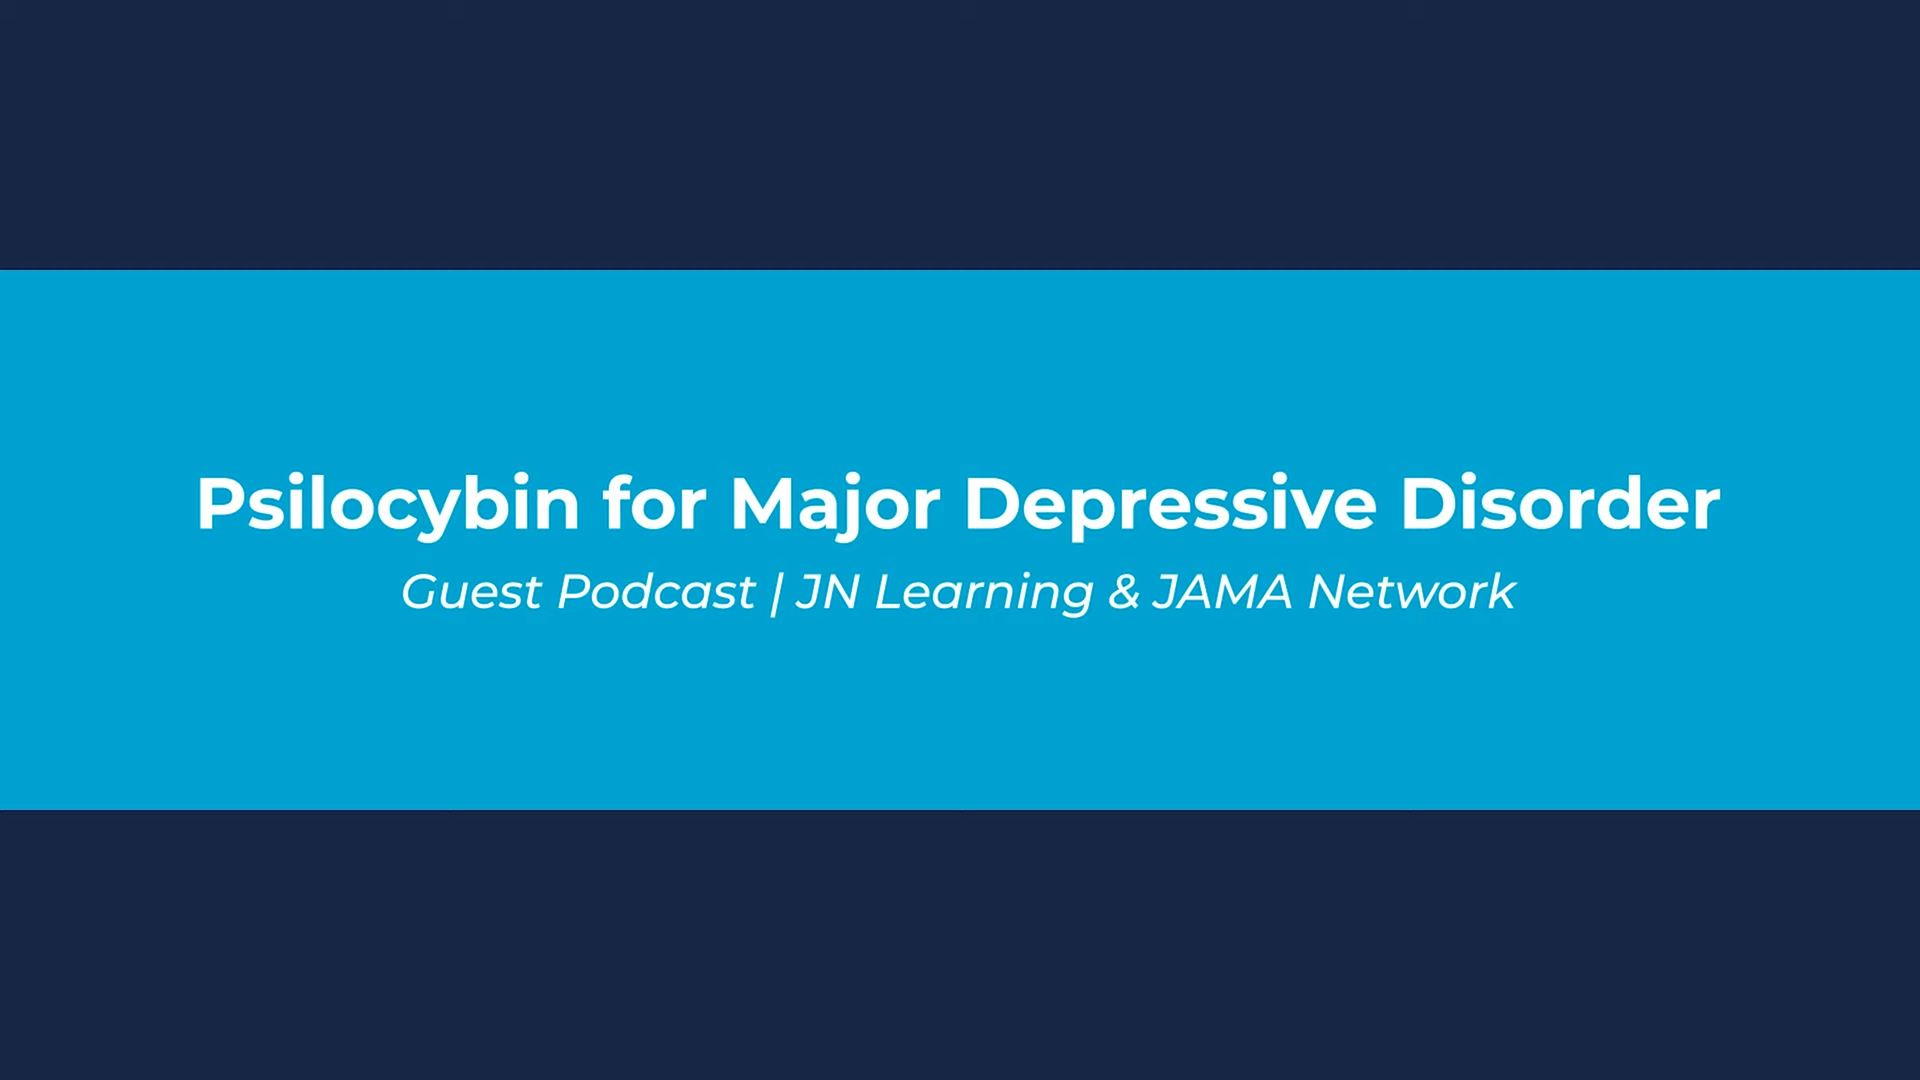 Psilocybin for Major Depressive Disorder
Guest Podcast | JN Learning & JAMA Network